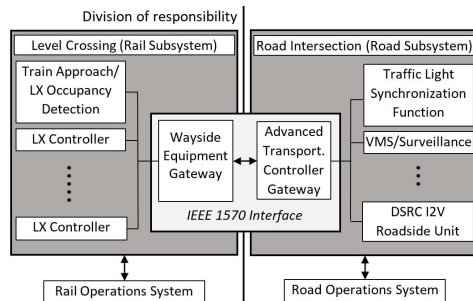 Division of responsibility
Level Crossing (Rail Subsystem)
Train Approach/
LX Occupancy
Detection
LX Controller
LX Controller
Wayside
Equipment
Gateway
Advanced
Transport.
Controller
Gateway
IEEE 1570 Interface
Road Intersection (Road Subsystem)
Traffic Light
Synchronization
Function
VMS/Surveillance
DSRC I2V
Roadside Unit
Rail Operations System
Road Operations System